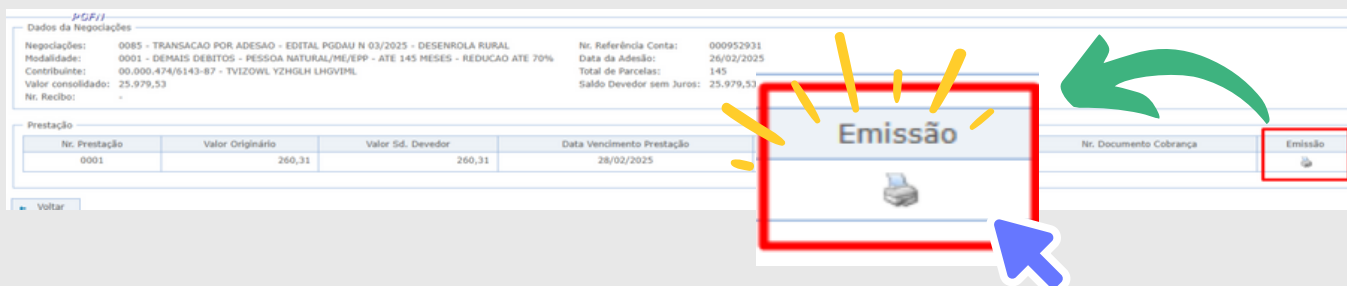 PGFN
Dados da Negociações
Negociações: 0085 - TRANSACAO POR ADESAO - EDITAL PGDAU N 03/2025 - DESENROLA RURAL Nr. Referência Conta: 000952931
Modalidade: 0001 - DEMAIS DEBITOS - PESSOA NATURAL/ME/EPP - ATE 145 MESES - REDUCAO ATE 70% Data da Adesão: 26/02/2025
Contribuinte: 00.000.474/6143-87 - TVIZOWL YZHGLH LHGVIML Total de Parcelas: 145
Valor consolidado: 25.979,53 Saldo Devedor sem Juros: 25.979,53
Nr. Recibo: -
Prestação
Nr. Prestação Valor Originário Valor Sd. Devedor Data Vencimento Prestação Emissão Nr. Documento Cobrança Emissão
0001 260,31 260,31 28/02/2025
Voltar